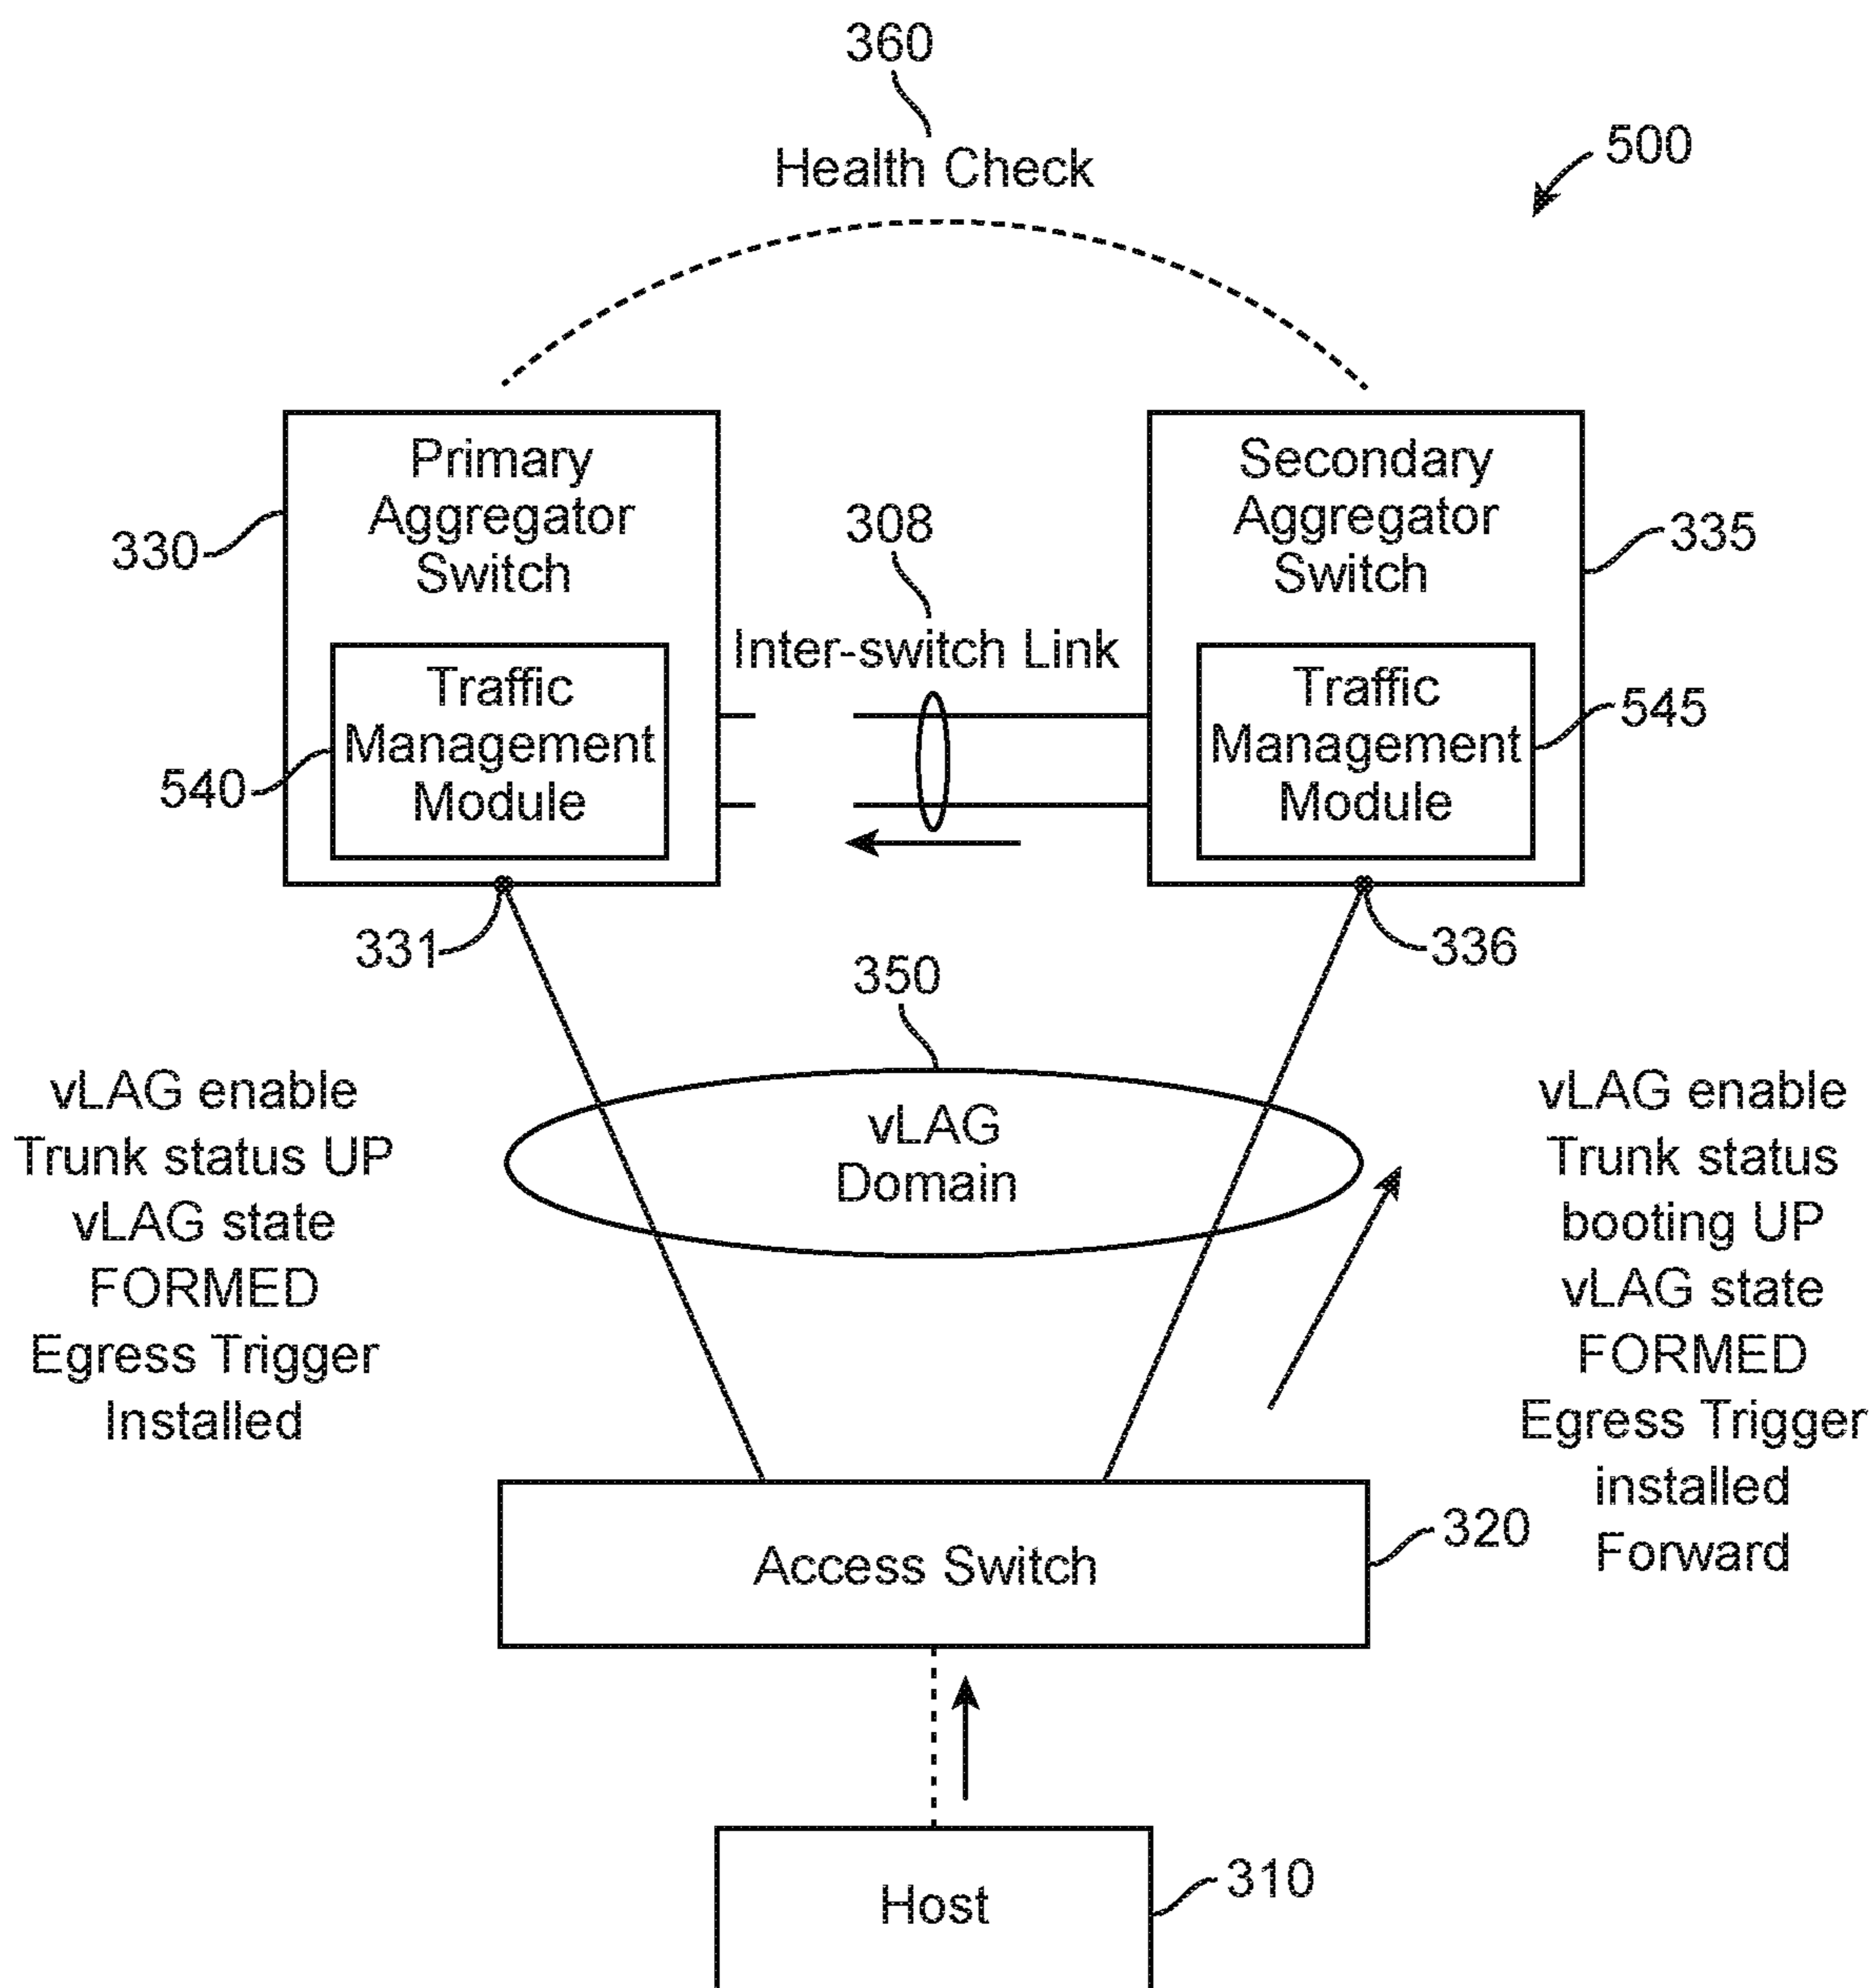 360
Health Check
500
Primary
Aggregator
Switch
330
Secondary
Aggregator
Switch
335
308
Inter-switch Link
Traffic
Management
Module
540
Traffic
Management
Module
545
331
336
350
vLAG
Domain
vLAG enable
Trunk status UP
vLAG state
FORMED
Egress Trigger
Installed
vLAG enable
Trunk status
booting UP
vLAG state
FORMED
Egress Trigger
installed
Forward
Access Switch
320
Host
310